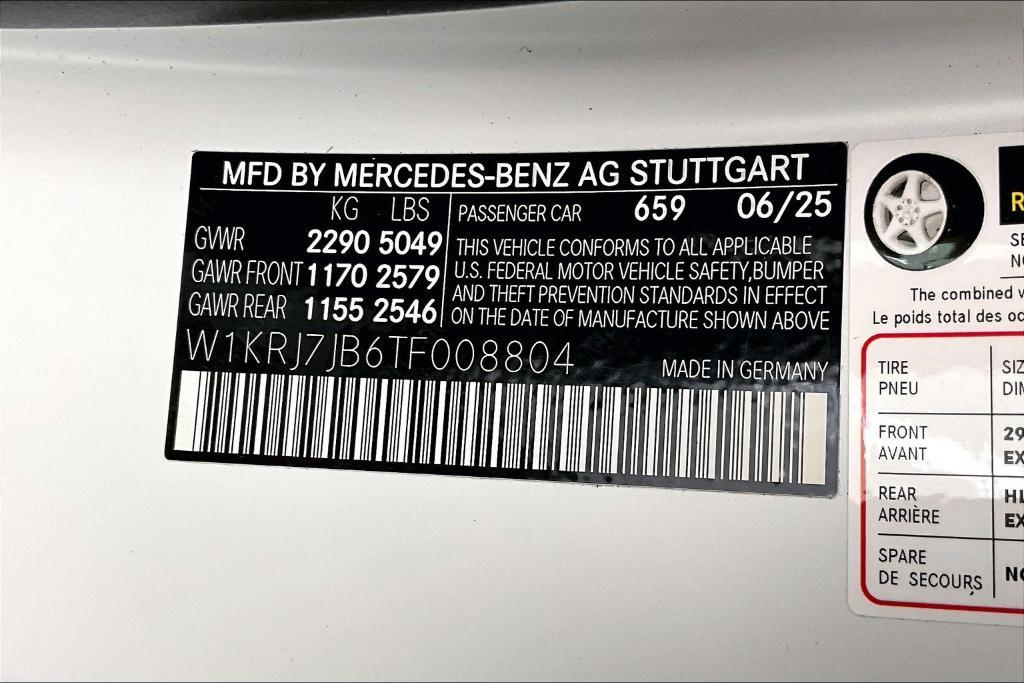 MFD BY MERCEDES-BENZ AG STUTTGART
KG LBS
GVWR 2290 5049
GAWR FRONT 1170 2579
GAWR REAR 1155 2546
PASSENGER CAR 659 06/25
THIS VEHICLE CONFORMS TO ALL APPLICABLE
U.S. FEDERAL MOTOR VEHICLE SAFETY,BUMPER
AND THEFT PREVENTION STANDARDS IN EFFECT
ON THE DATE OF MANUFACTURE SHOWN ABOVE
W1KRJ7JB6TF008804
MADE IN GERMANY
The combined
Le poids total des
TIRE
PNEU
FRONT
AVANT
REAR
ARRIÈRE
SPARE
DE SECOURS